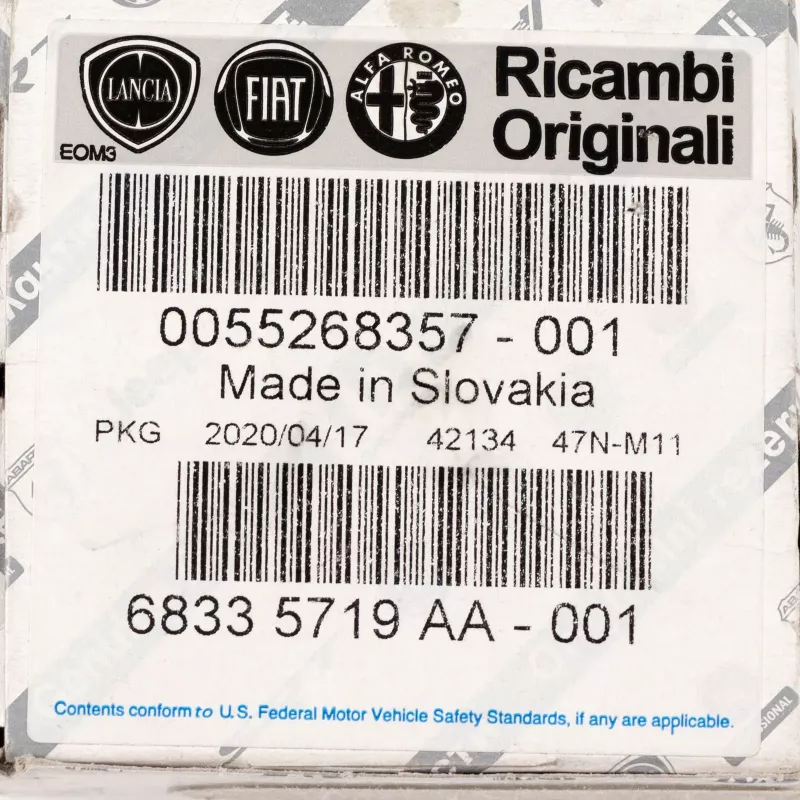 LANCIA
FIAT
ALFA ROMEO
Ricambi
Originali
EOM3
0055268357 - 001
Made in Slovakia
PKG 2020/04/17 42134 47N-M11
6833 5719 AA - 001
Contents conform to U.S. Federal Motor Vehicle Safety Standards, if any are applicable.